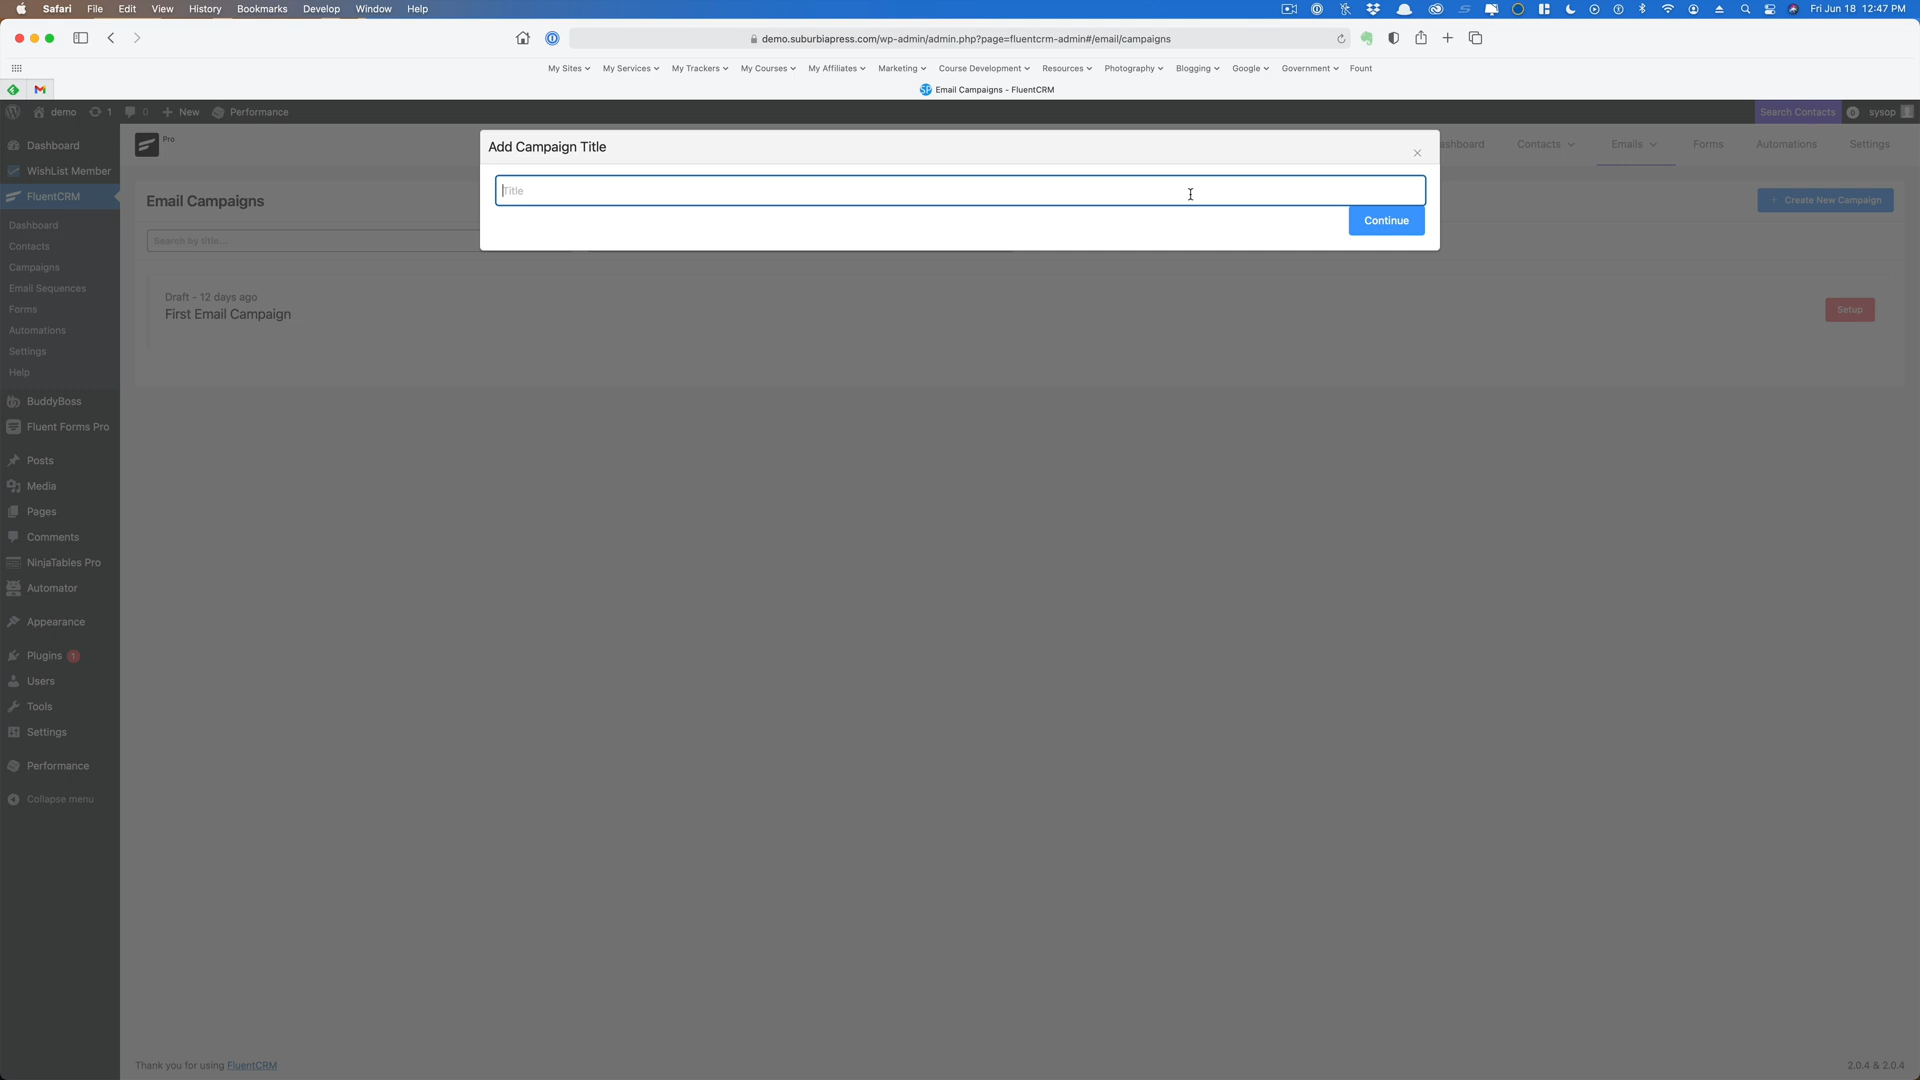 Safari File Edit View History Bookmarks Develop Window Help Fri Jun 18 12:47 PM
demo.suburbiapress.com/wp-admin/admin.php?page=fluentcrm-admin#/email/campaigns
My Sites My Services My Trackers My Courses My Affiliates Marketing Course Development Resources Photography Blogging Google Government Fount
Email Campaigns - FluentCRM
demo 1 0 New Performance Search Contacts 0 sysop
Dashboard
WishList Member
FluentCRM
Dashboard
Contacts
Campaigns
Email Sequences
Forms
Automations
Settings
Help
BuddyBoss
Fluent Forms Pro
Posts
Media
Pages
Comments
NinjaTables Pro
Automator
Appearance
Plugins 1
Users
Tools
Settings
Performance
Collapse menu
Pro
shboard Contacts Emails Forms Automations Settings
Add Campaign Title
Title
Continue
Email Campaigns
+ Create New Campaign
Search by title...
Draft - 12 days ago
First Email Campaign
Setup
Thank you for using FluentCRM
2.0.4 & 2.0.4